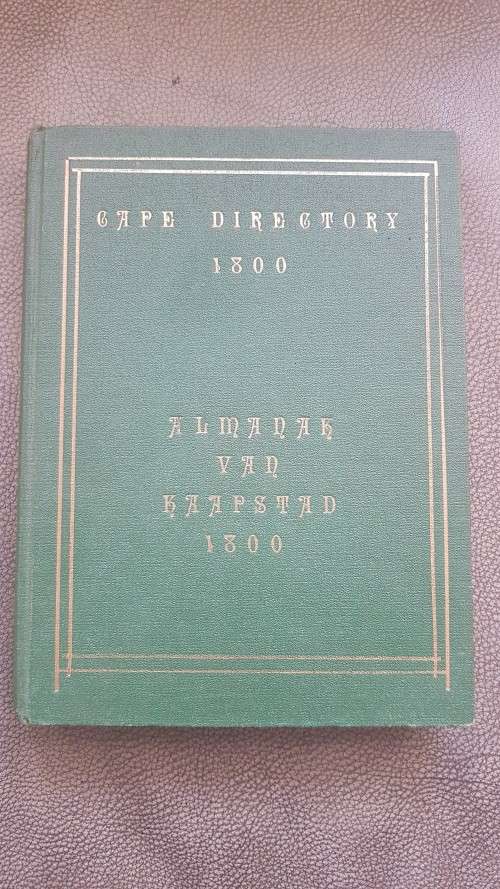 CAPE DIRECTORY
1800
ALMANAK
VAN
KAAPSTAD
1800